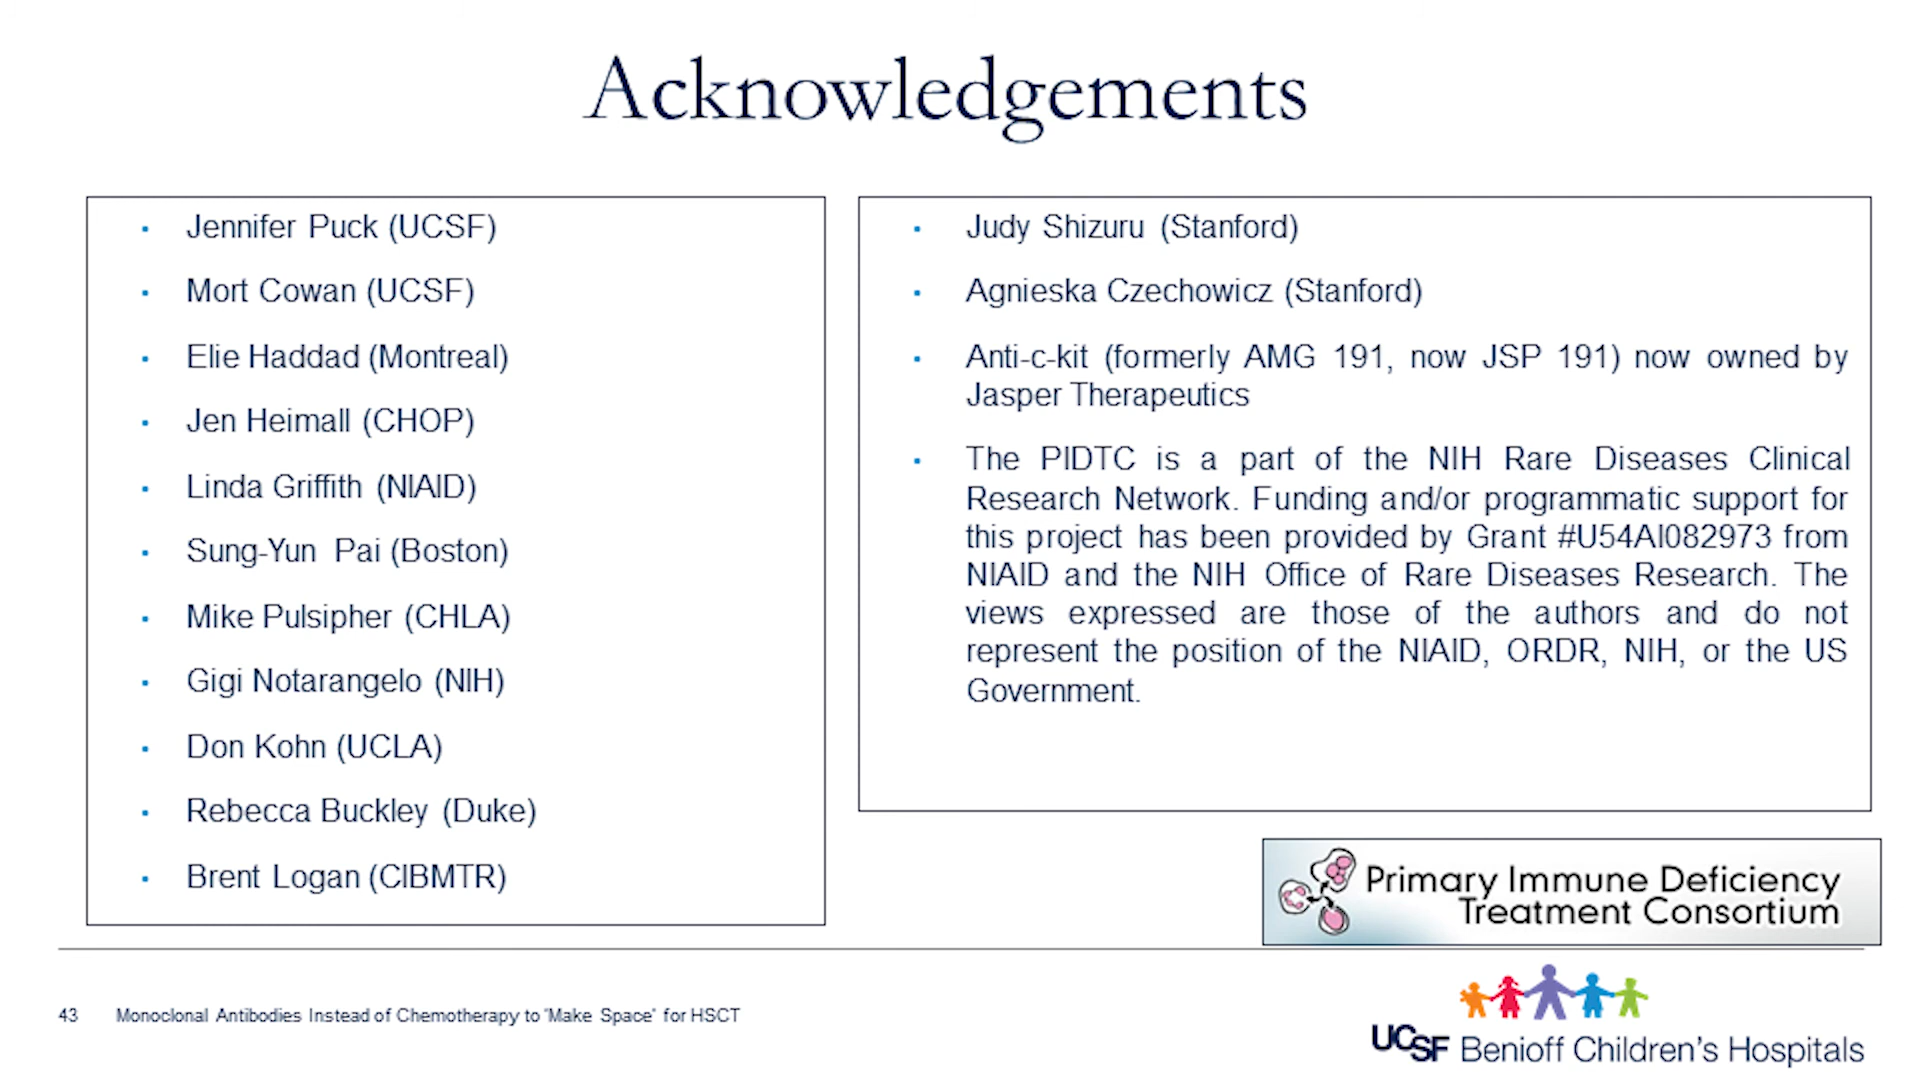 Acknowledgements
· Jennifer Puck (UCSF)
· Mort Cowan (UCSF)
· Elie Haddad (Montreal)
· Jen Heimall (CHOP)
· Linda Griffith (NIAID)
· Sung-Yun Pai (Boston)
· Mike Pulsipher (CHLA)
· Gigi Notarangelo (NIH)
· Don Kohn (UCLA)
· Rebecca Buckley (Duke)
· Brent Logan (CIBMTR)
· Judy Shizuru (Stanford)
· Agnieska Czechowicz (Stanford)
· Anti-c-kit (formerly AMG 191, now JSP 191) now owned by
Jasper Therapeutics
· The PIDTC is a part of the NIH Rare Diseases Clinical
Research Network. Funding and/or programmatic support for
this project has been provided by Grant #U54AI082973 from
NIAID and the NIH Office of Rare Diseases Research. The
views expressed are those of the authors and do not
represent the position of the NIAID, ORDR, NIH, or the US
Government.
Primary Immune Deficiency
Treatment Consortium
43 Monoclonal Antibodies Instead of Chemotherapy to 'Make Space' for HSCT
UCSF Benioff Children's Hospitals